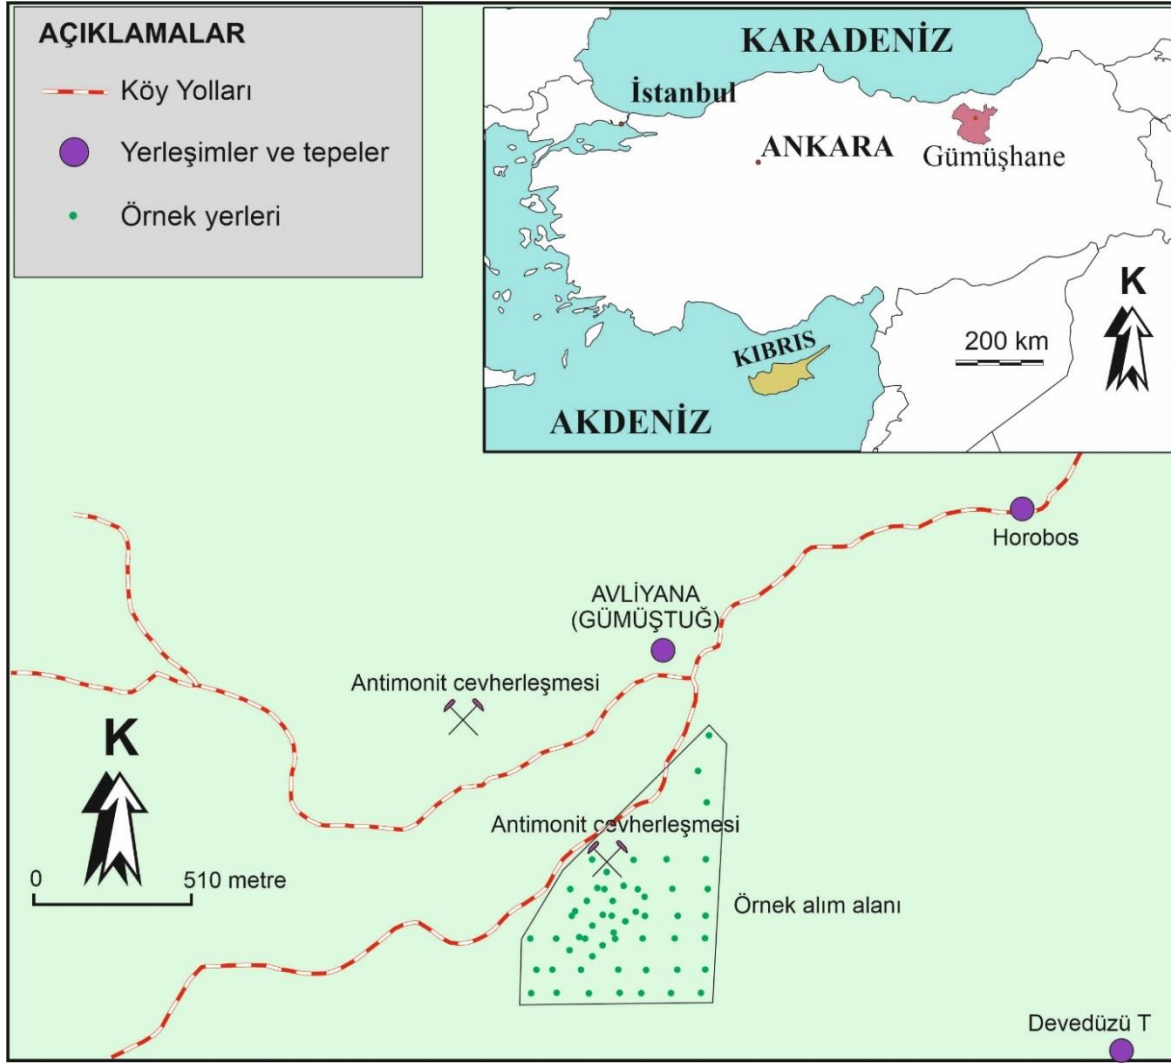 AÇIKLAMALAR
Köy Yolları
Yerleşimler ve tepeler
Örnek yerleri
KARADENİZ
İstanbul
ANKARA
Gümüşhane
K
200 km
KIBRIS
AKDENİZ
Horobos
AVLİYANA
(GÜMÜŞTUĞ)
Antimonit cevherleşmesi
K
0 510 metre
Antimonit cevherleşmesi
Örnek alım alanı
Devedüzü T